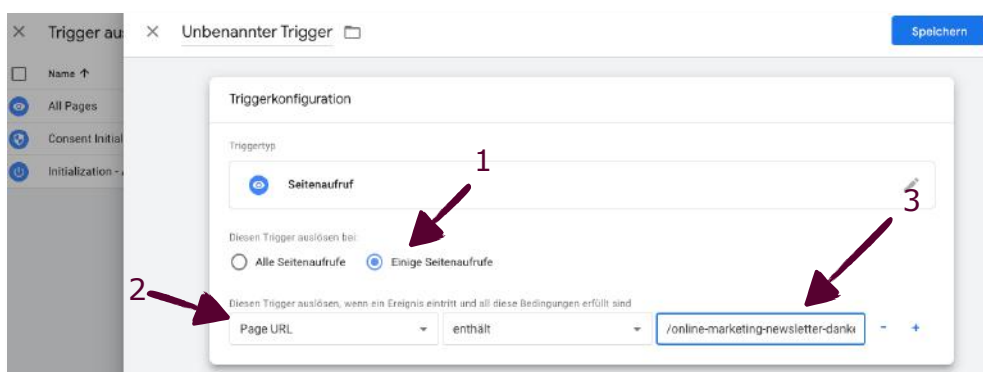 Trigger au
Unbenannter Trigger
Speichern
Name ↑
All Pages
Consent Initial
Initialization -
Triggerkonfiguration
Triggertyp
Seitenaufruf
1
3
Diesen Trigger auslösen bei:
Alle Seitenaufrufe
Einige Seitenaufrufe
2
Diesen Trigger auslösen, wenn ein Ereignis eintritt und all diese Bedingungen erfüllt sind
Page URL enthält /online-marketing-newsletter-danke - +